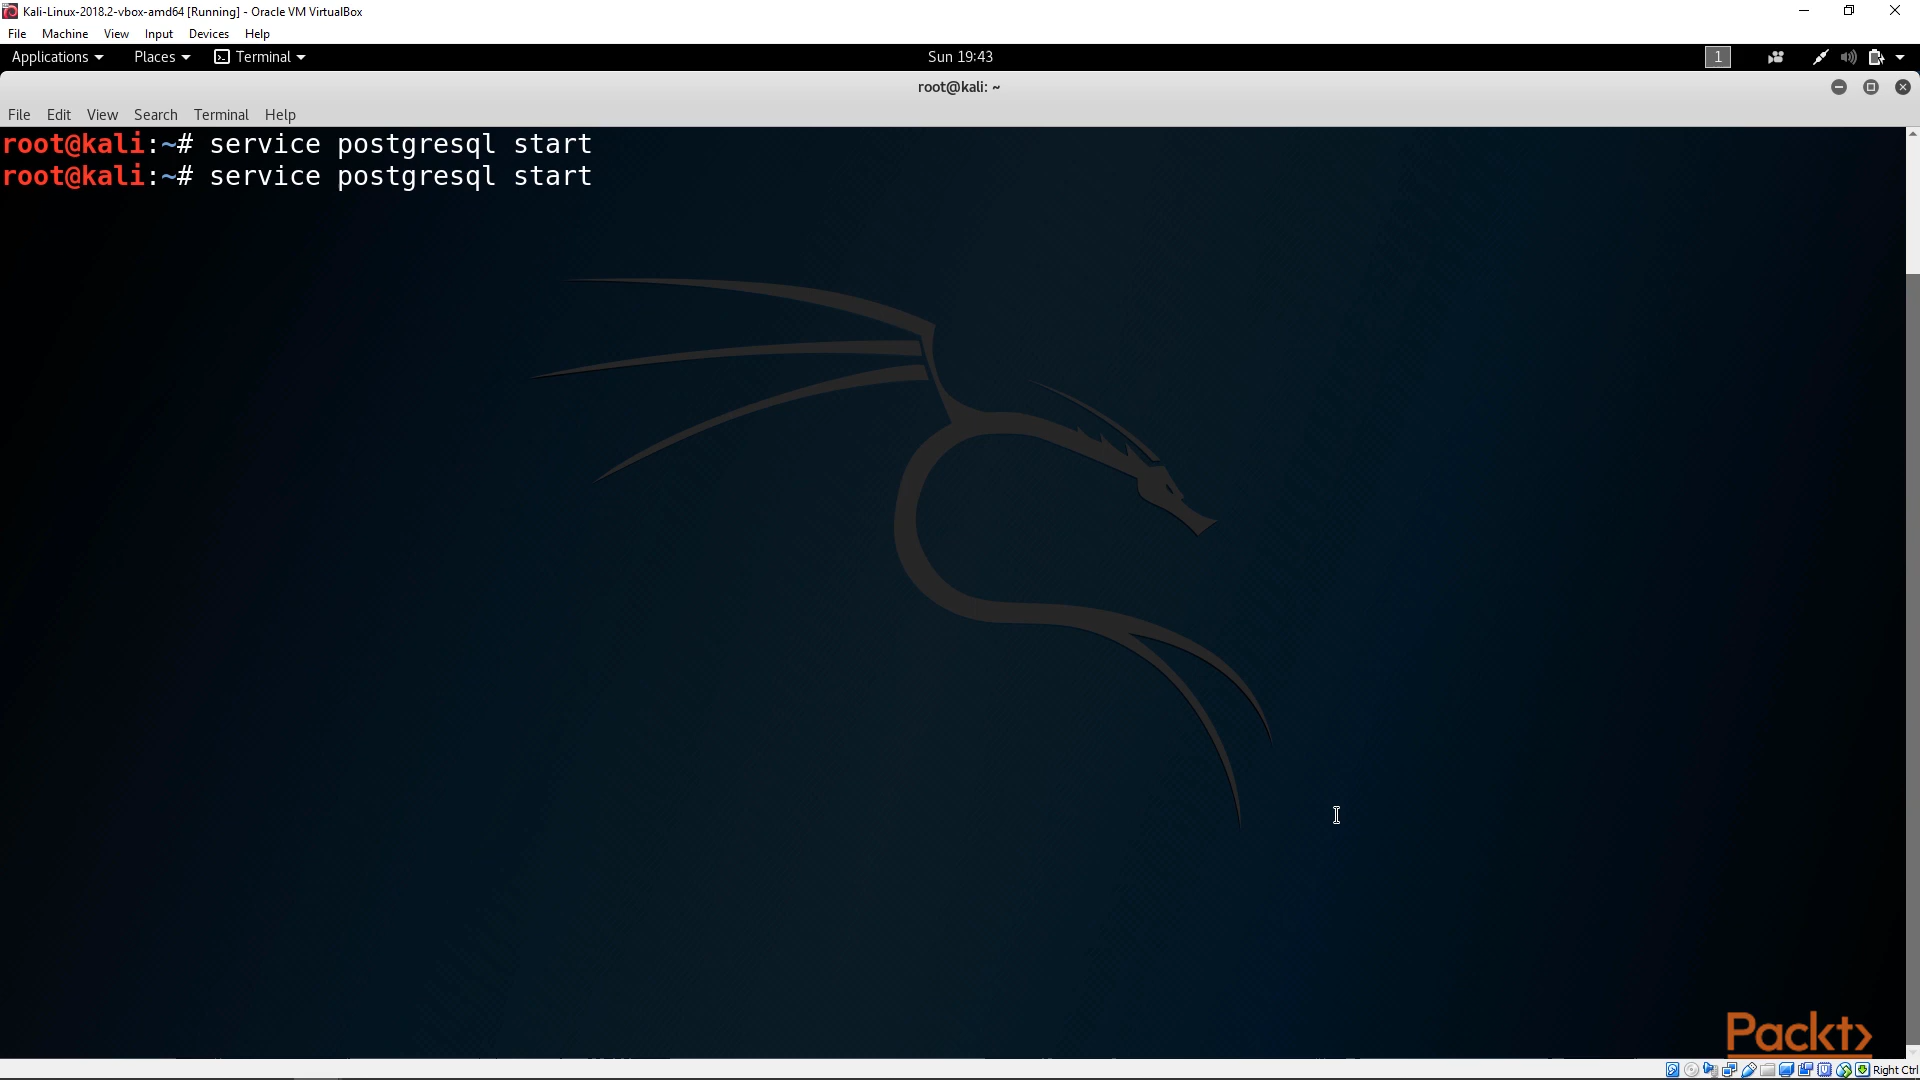 Kali-Linux-2018.2-vbox-amd64 [Running] - Oracle VM VirtualBox
File Machine View Input Devices Help
Applications Places Terminal Sun 19:43 1
root@kali: ~
File Edit View Search Terminal Help
root@kali:~# service postgresql start
root@kali:~# service postgresql start
Packt>
Right Ctrl